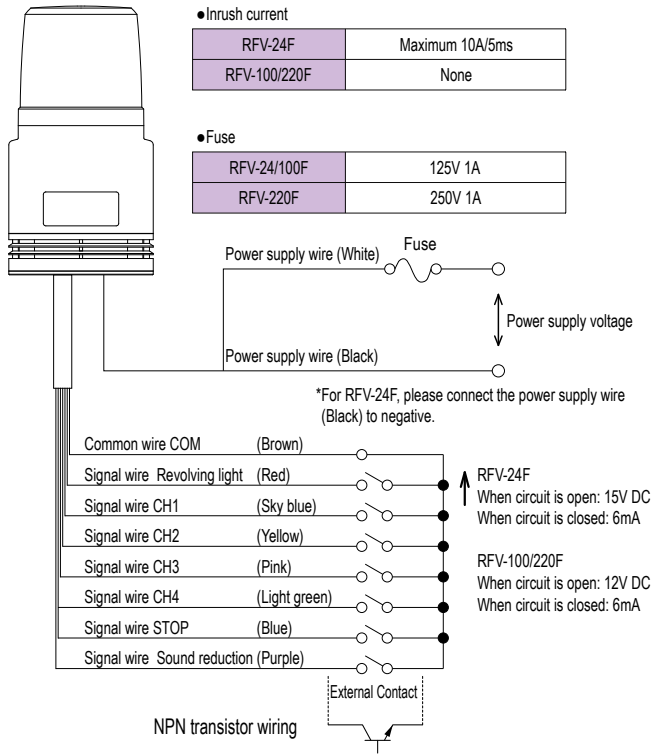 ●Inrush current
RFV-24F Maximum 10A/5ms
RFV-100/220F None
●Fuse
RFV-24/100F 125V 1A
RFV-220F 250V 1A
Power supply wire (White)
Fuse
Power supply voltage
Power supply wire (Black)
*For RFV-24F, please connect the power supply wire
(Black) to negative.
Common wire COM (Brown)
Signal wire Revolving light (Red)
Signal wire CH1 (Sky blue)
Signal wire CH2 (Yellow)
Signal wire CH3 (Pink)
Signal wire CH4 (Light green)
Signal wire STOP (Blue)
Signal wire Sound reduction (Purple)
RFV-24F
When circuit is open: 15V DC
When circuit is closed: 6mA
RFV-100/220F
When circuit is open: 12V DC
When circuit is closed: 6mA
External Contact
NPN transistor wiring